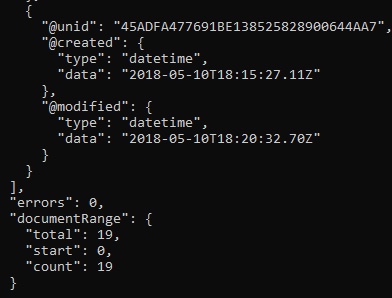 {
"@unid": "45ADFA477691BE138525828900644AA7",
"@created": {
"type": "datetime",
"data": "2018-05-10T18:15:27.11Z"
},
"@modified": {
"type": "datetime",
"data": "2018-05-10T18:20:32.70Z"
}
}
],
"errors": 0,
"documentRange": {
"total": 19,
"start": 0,
"count": 19
}